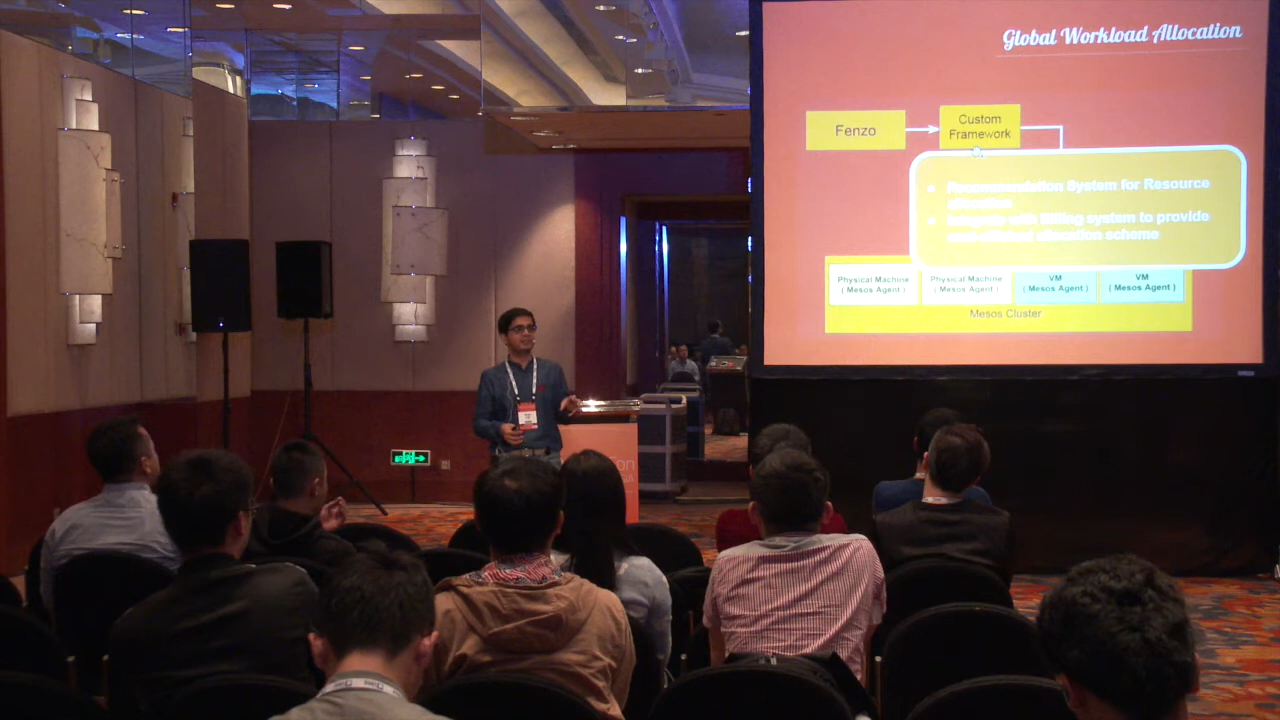 Global Workload Allocation
Fenzo
Custom
Framework
● Recommendation System for Resource
allocation
● Integrate with Billing system to provide
cost-efficient allocation scheme
Physical Machine
( Mesos Agent )
Physical Machine
( Mesos Agent )
VM
( Mesos Agent )
VM
( Mesos Agent )
Mesos Cluster